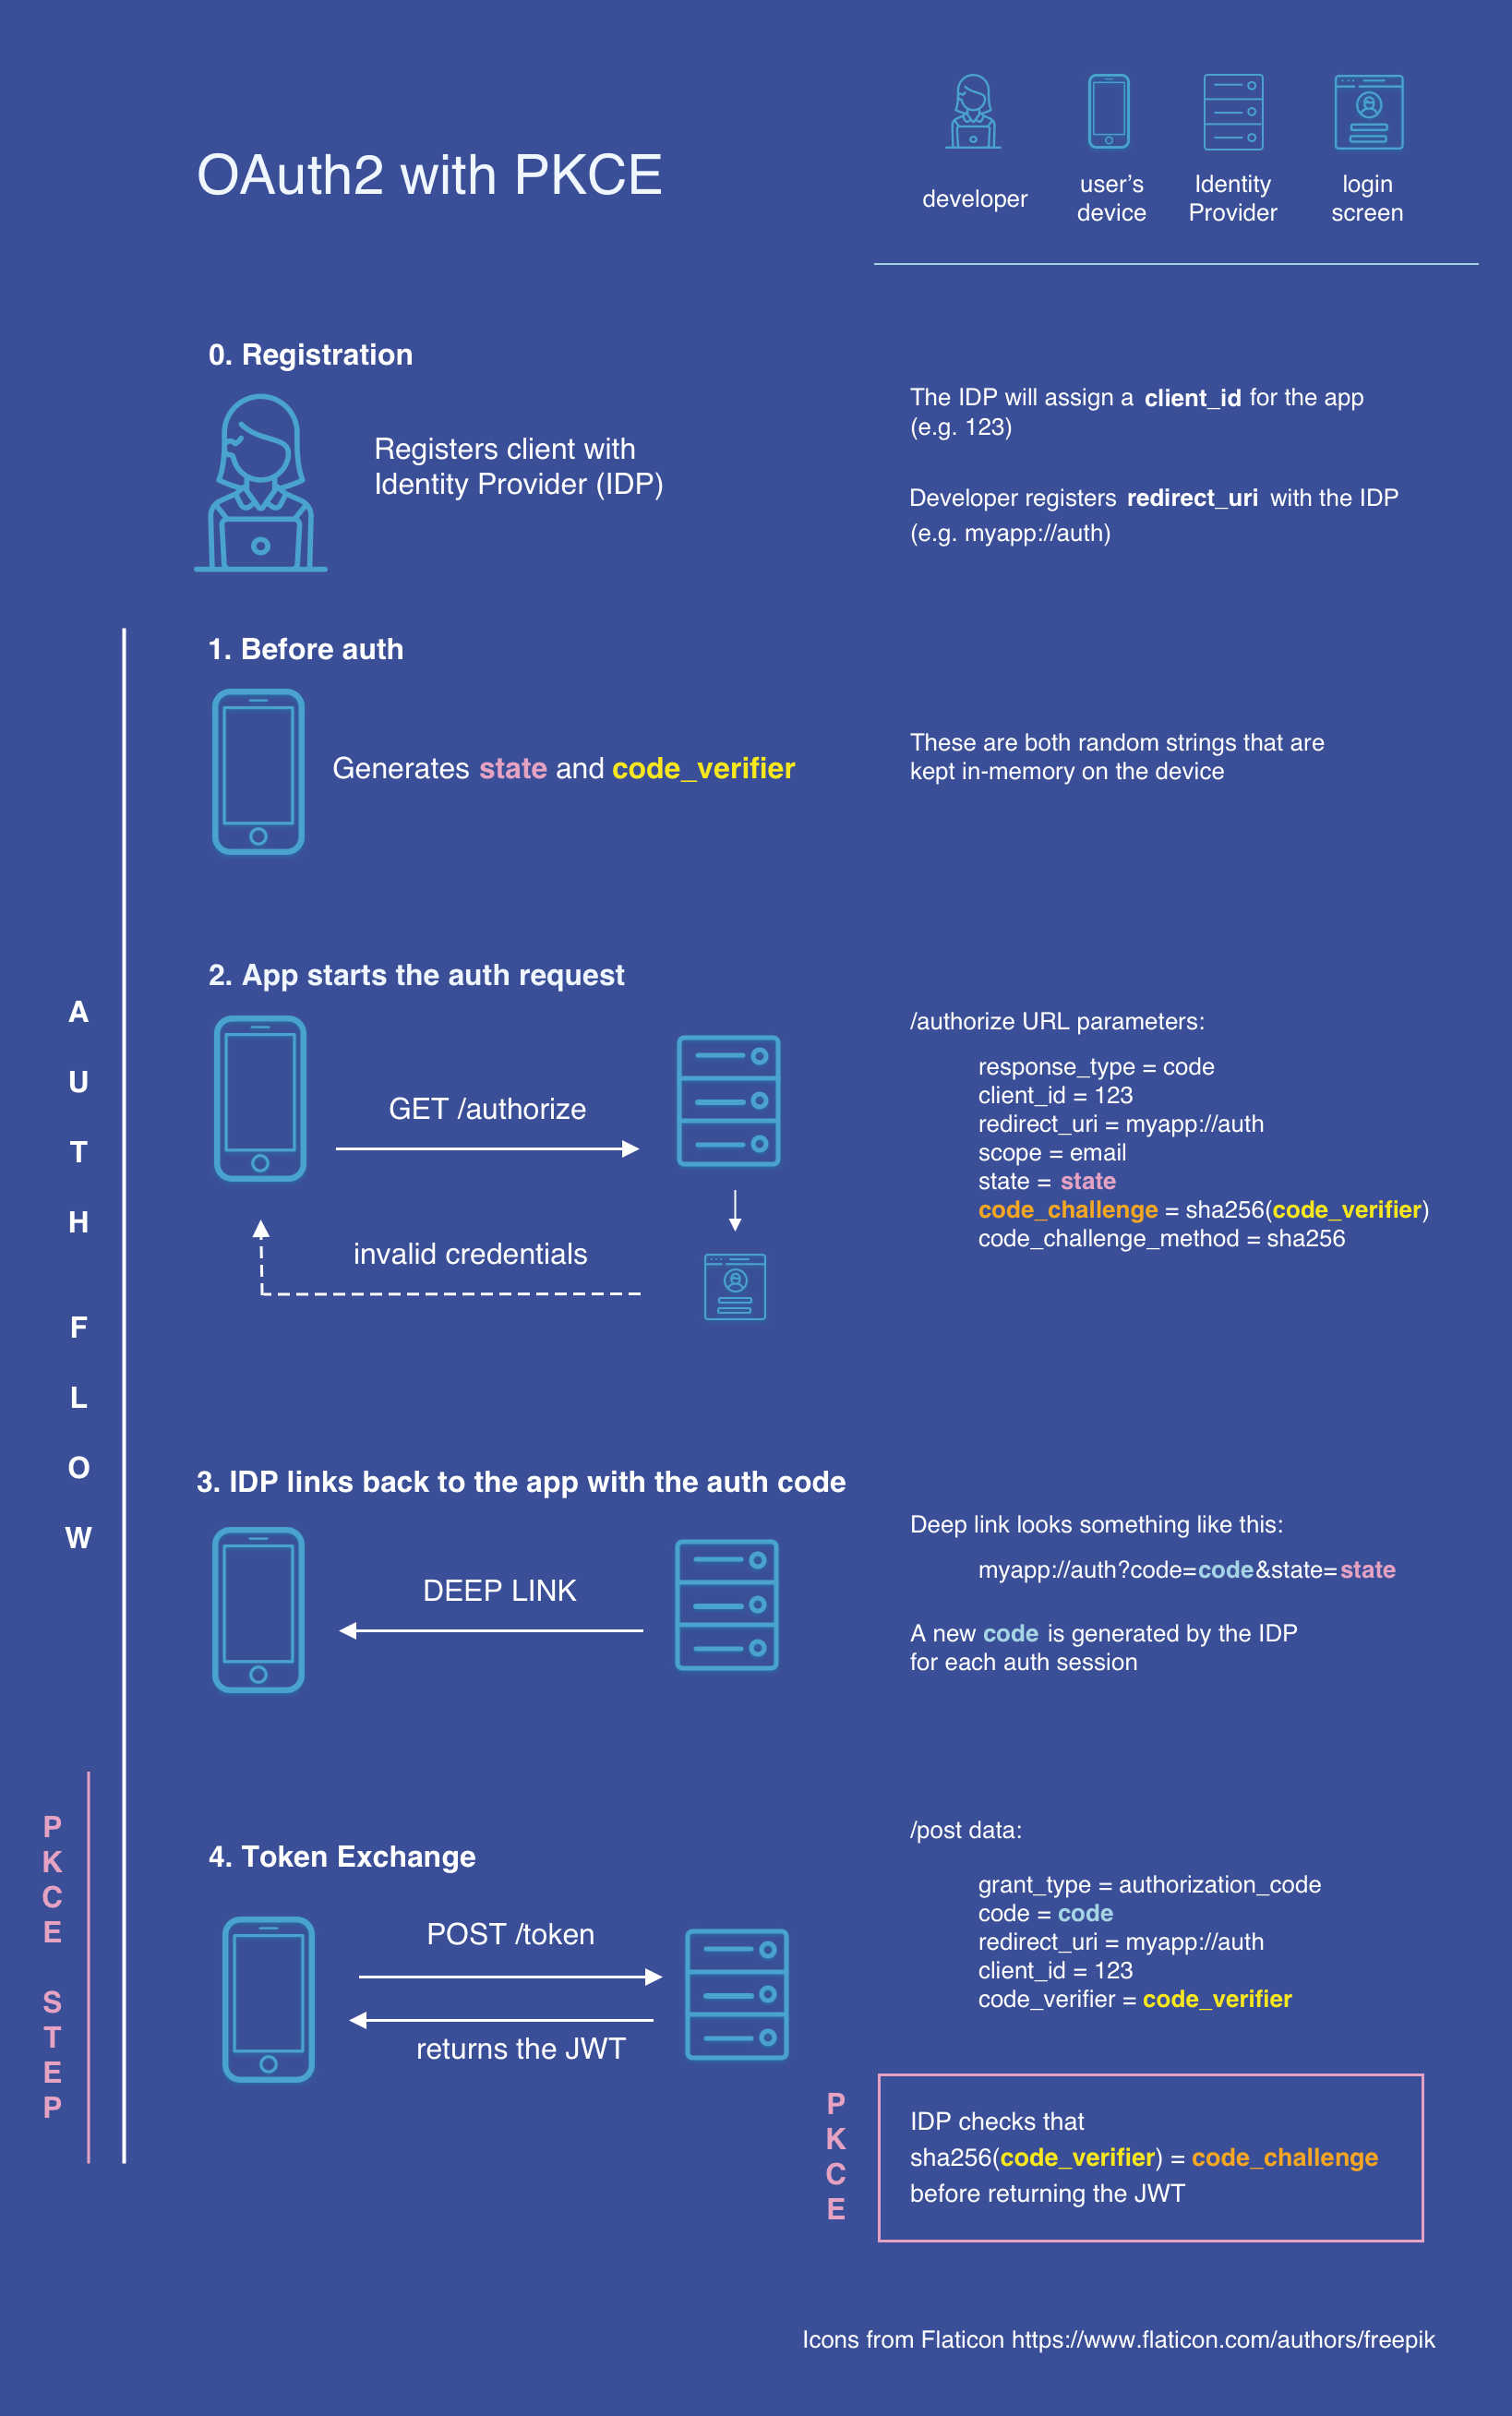 OAuth2 with PKCE
developer
user's
device
Identity
Provider
login
screen
0. Registration
Registers client with
Identity Provider (IDP)
The IDP will assign a client_id for the app
(e.g. 123)
Developer registers redirect_uri with the IDP
(e.g. myapp://auth)
AUTH FLOW
1. Before auth
Generates state and code_verifier
These are both random strings that are
kept in-memory on the device
2. App starts the auth request
GET /authorize
invalid credentials
/authorize URL parameters:
response_type = code
client_id = 123
redirect_uri = myapp://auth
scope = email
state = state
code_challenge = sha256(code_verifier)
code_challenge_method = sha256
3. IDP links back to the app with the auth code
DEEP LINK
Deep link looks something like this:
myapp://auth?code=code&state=state
A new code is generated by the IDP
for each auth session
PKCE STEP
4. Token Exchange
POST /token
returns the JWT
/post data:
grant_type = authorization_code
code = code
redirect_uri = myapp://auth
client_id = 123
code_verifier = code_verifier
PKCE
IDP checks that
sha256(code_verifier) = code_challenge
before returning the JWT
Icons from Flaticon https://www.flaticon.com/authors/freepik